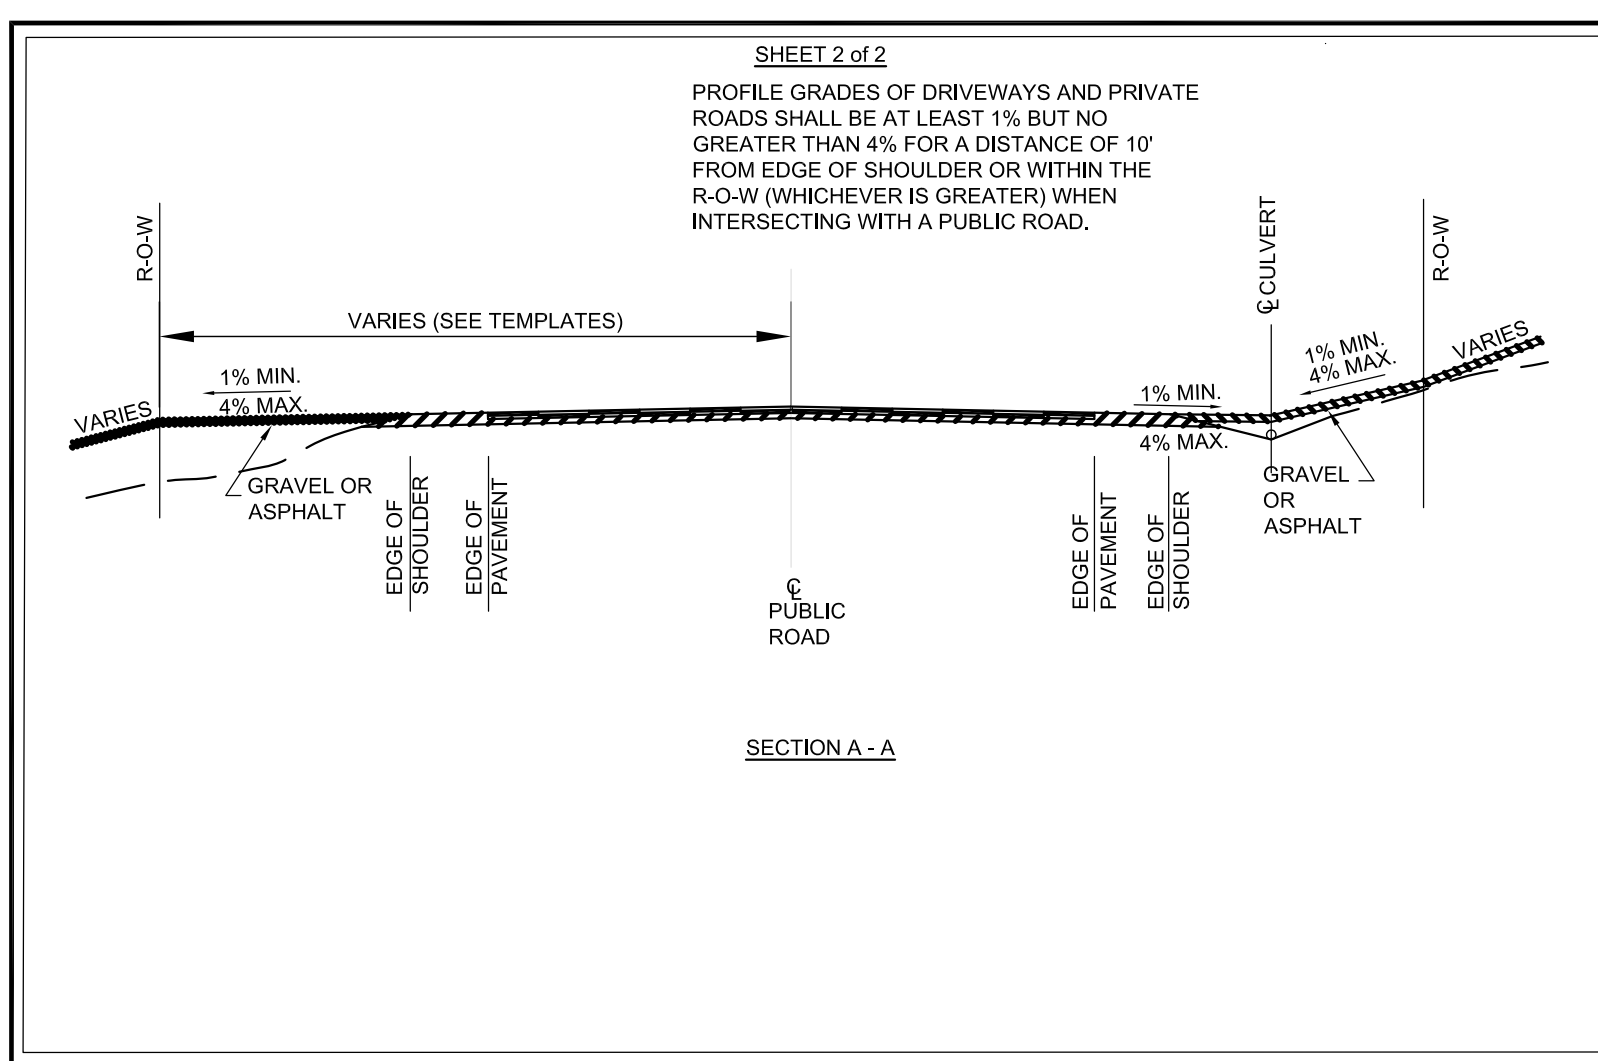 SHEET 2 of 2
PROFILE GRADES OF DRIVEWAYS AND PRIVATE
ROADS SHALL BE AT LEAST 1% BUT NO
GREATER THAN 4% FOR A DISTANCE OF 10'
FROM EDGE OF SHOULDER OR WITHIN THE
R-O-W (WHICHEVER IS GREATER) WHEN
INTERSECTING WITH A PUBLIC ROAD.
R-O-W
VARIES (SEE TEMPLATES)
℄ CULVERT
R-O-W
VARIES
1% MIN.
4% MAX.
1% MIN.
4% MAX.
1% MIN.
4% MAX.
VARIES
GRAVEL OR
ASPHALT
EDGE OF
SHOULDER
EDGE OF
PAVEMENT
℄
PUBLIC
ROAD
EDGE OF
PAVEMENT
EDGE OF
SHOULDER
GRAVEL
OR
ASPHALT
SECTION A - A